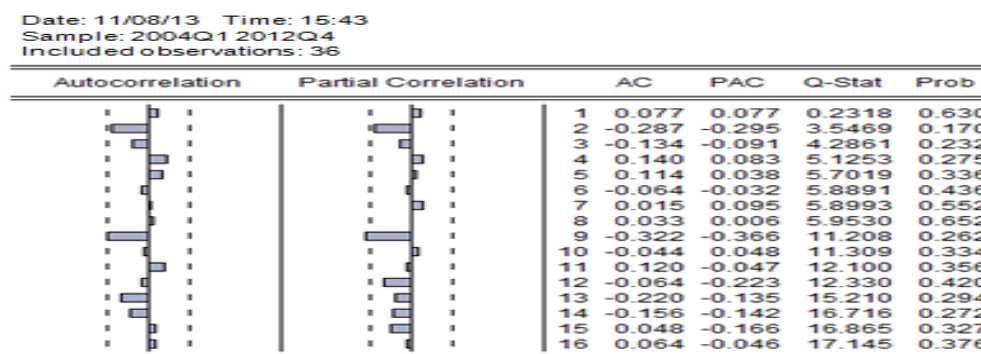 Date: 11/08/13 Time: 15:43
Sample: 2004Q1 2012Q4
Included observations: 36
Autocorrelation Partial Correlation AC PAC Q-Stat Prob
1 0.077 0.077 0.2318 0.630
2 -0.287 -0.295 3.5469 0.170
3 -0.134 -0.091 4.2861 0.232
4 0.140 0.083 5.1253 0.275
5 0.114 0.038 5.7019 0.336
6 -0.064 -0.032 5.8891 0.436
7 0.015 0.095 5.8993 0.552
8 0.033 0.006 5.9530 0.652
9 -0.322 -0.366 11.208 0.262
10 -0.044 0.048 11.309 0.334
11 0.120 -0.047 12.100 0.356
12 -0.064 -0.223 12.330 0.420
13 -0.220 -0.135 15.210 0.294
14 -0.156 -0.142 16.716 0.272
15 0.048 -0.166 16.865 0.327
16 0.064 -0.046 17.145 0.376